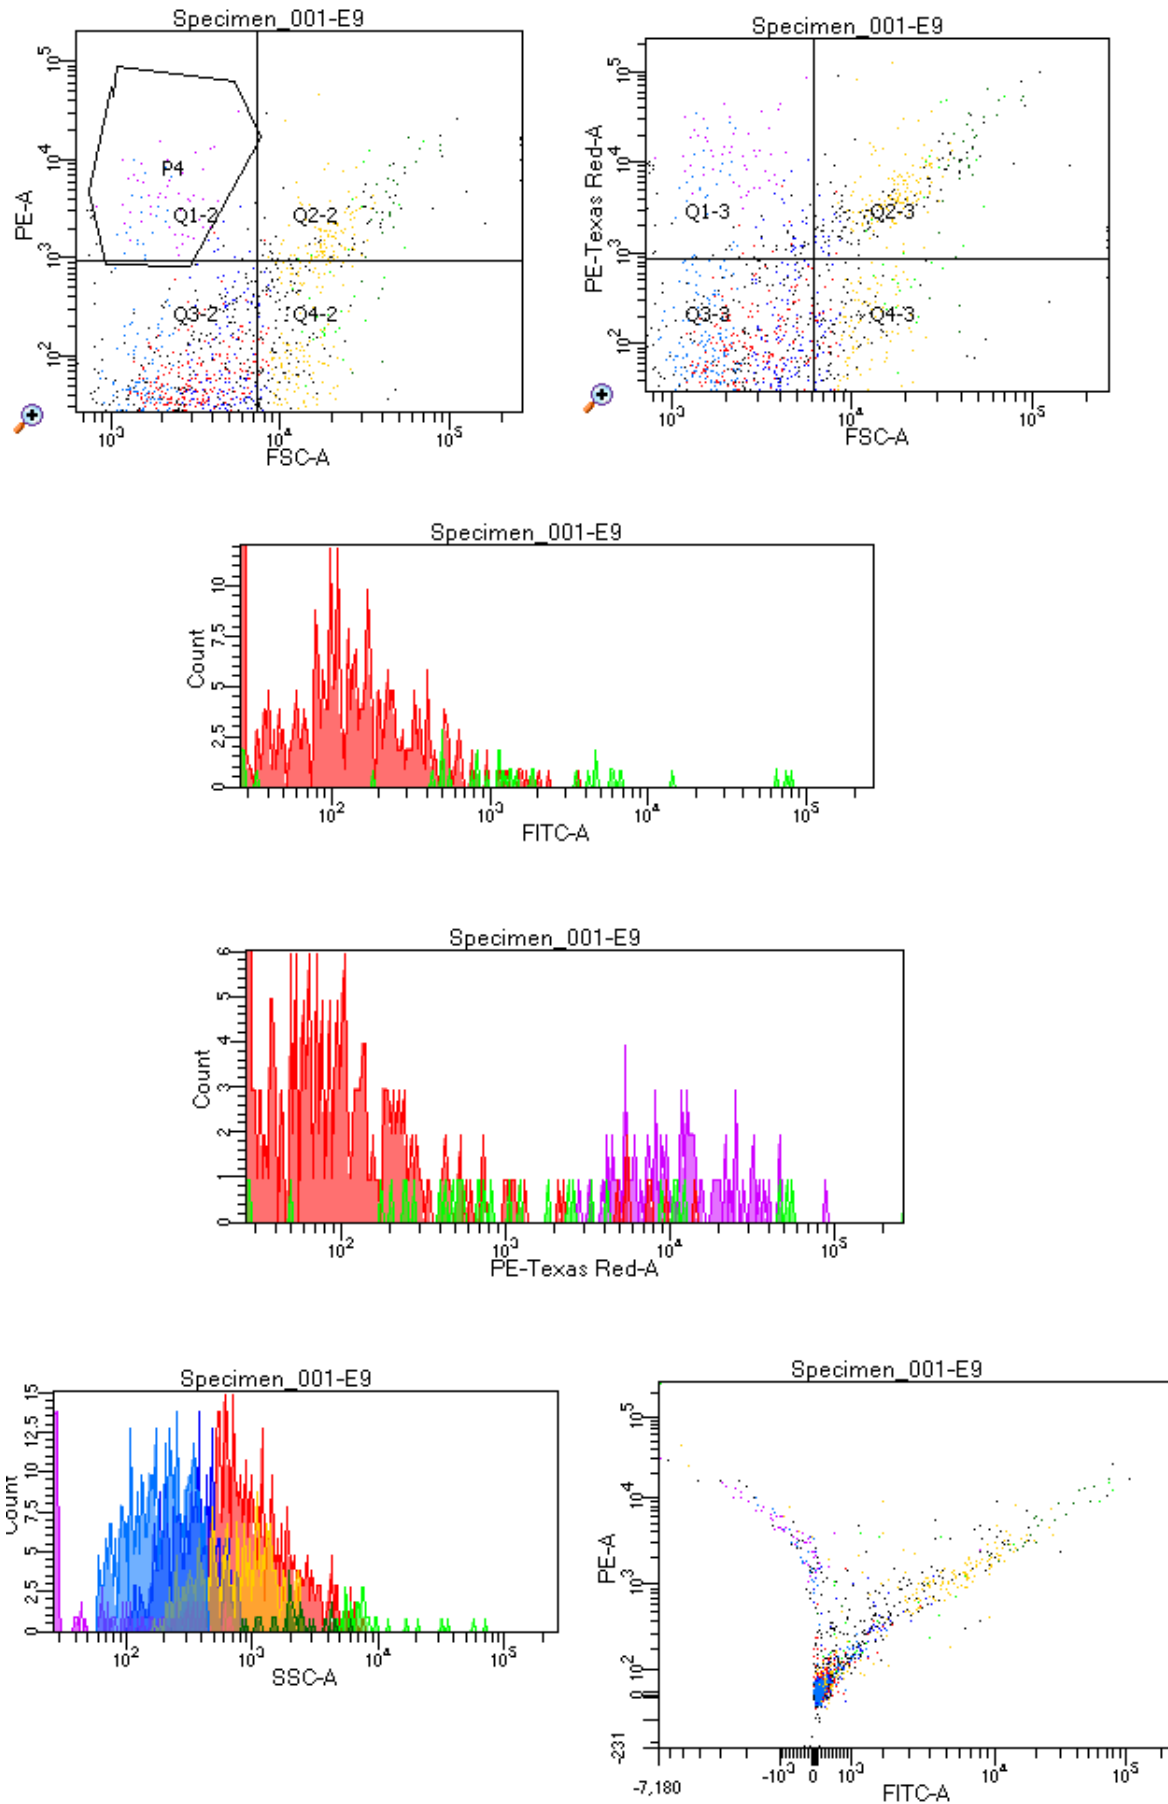 Specimen_001-E9
PE-A
10^5
10^4
10^3
10^2
P4
Q1-2
Q2-2
Q3-2
Q4-2
10^3
10^4
10^5
FSC-A
Specimen_001-E9
PE-Texas Red-A
10^5
10^4
10^3
10^2
Q1-3
Q2-3
Q3-3
Q4-3
10^3
10^4
10^5
FSC-A
Specimen_001-E9
Count
10
7.5
5
2.5
0
10^2
10^3
10^4
10^5
FITC-A
Specimen_001-E9
Count
6
5
4
3
2
1
0
10^2
10^3
10^4
10^5
PE-Texas Red-A
Specimen_001-E9
Count
15
12.5
10
7.5
5
2.5
0
10^2
10^3
10^4
10^5
SSC-A
Specimen_001-E9
PE-A
10^5
10^4
10^3
10^2
0
-231
-7,180
-10^3
0
10^3
10^4
10^5
FITC-A